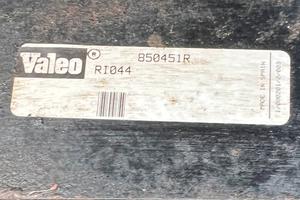 Valeo ®
850451R
RI044
MADE IN SPAIN